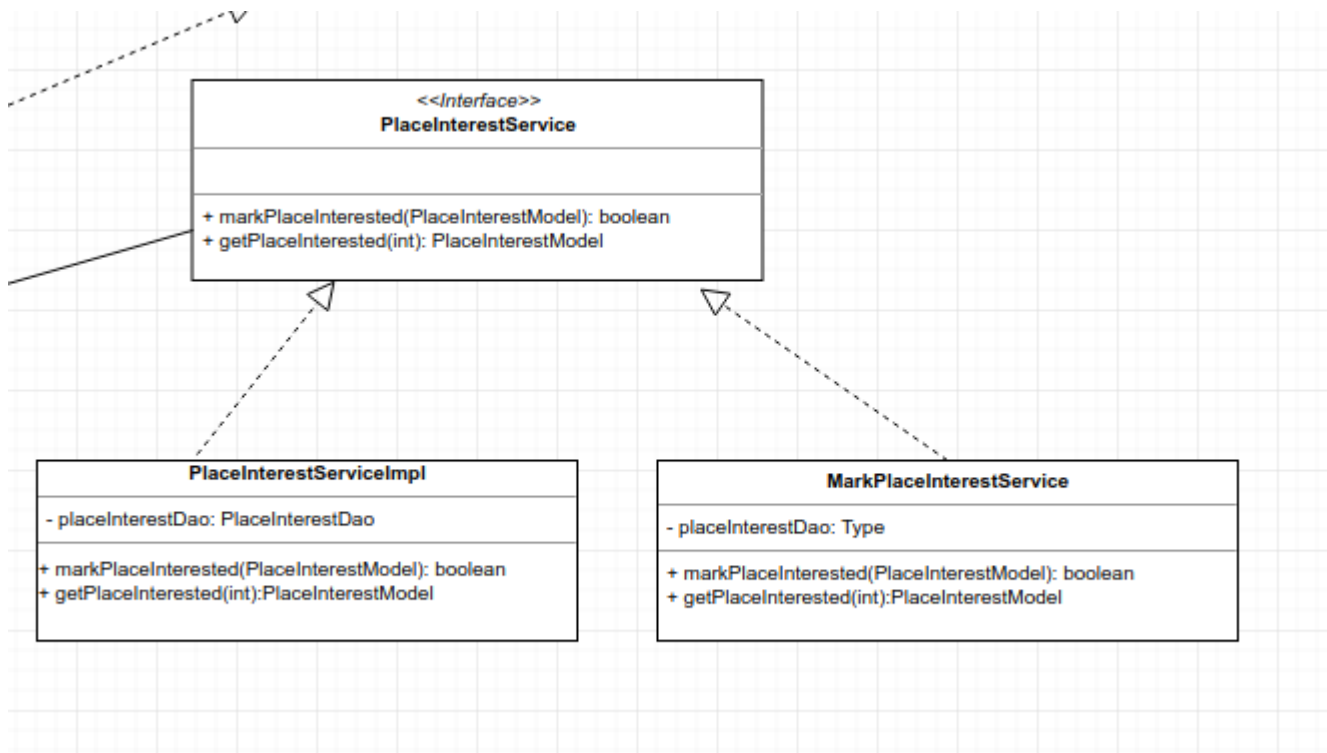 <<Interface>>
PlaceInterestService
+ markPlaceInterested(PlaceInterestModel): boolean
+ getPlaceInterested(int): PlaceInterestModel
PlaceInterestServiceImpl
- placeInterestDao: PlaceInterestDao
+ markPlaceInterested(PlaceInterestModel): boolean
+ getPlaceInterested(int):PlaceInterestModel
MarkPlaceInterestService
- placeInterestDao: Type
+ markPlaceInterested(PlaceInterestModel): boolean
+ getPlaceInterested(int):PlaceInterestModel